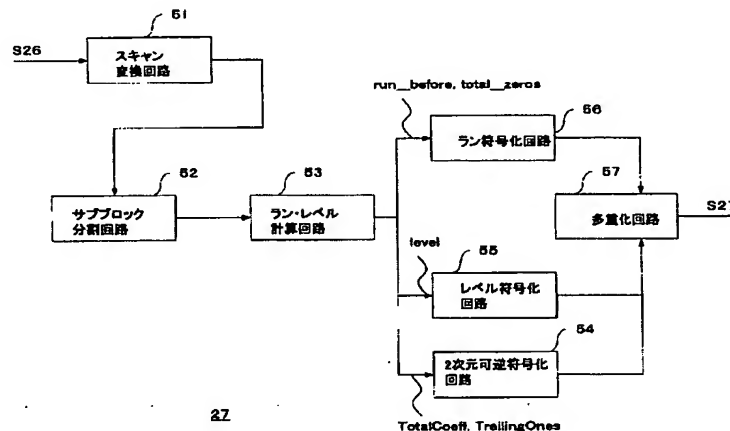 51
S26
スキャン
変換回路
run_before, total_zeros
56
ラン符号化回路
52
53
57
サブブロック
分割回路
ラン・レベル
計算回路
多重化回路
S27
level
55
レベル符号化
回路
54
2次元可逆符号化
回路
27
TotalCoeff, TrailingOnes